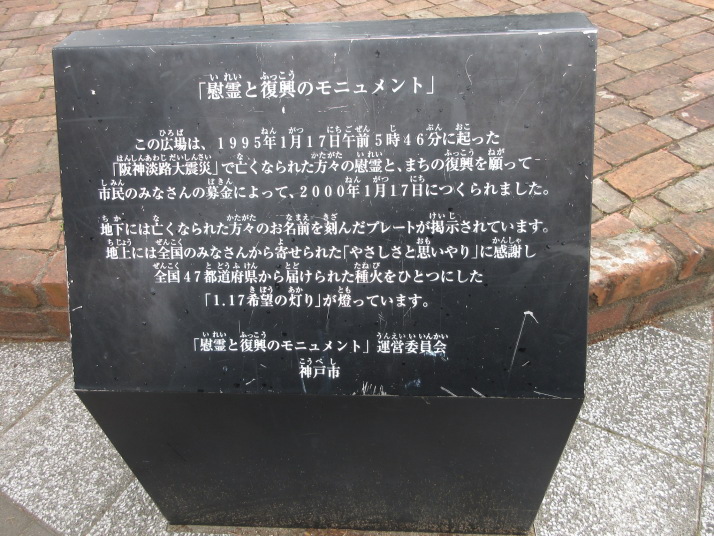 「慰霊と復興のモニュメント」
この広場は、1995年1月17日午前5時46分に起った
「阪神淡路大震災」で亡くなられた方々の慰霊と、まちの復興を願って
市民のみなさんの募金によって、2000年1月17日につくられました。
地下には亡くなられた方々のお名前を刻んだプレートが掲示されています。
地上には全国のみなさんから寄せられた「やさしさと思いやり」に感謝し
全国47都道府県から届けられた種火をひとつにした
「1.17希望の灯り」が燈っています。
「慰霊と復興のモニュメント」運営委員会
神戸市